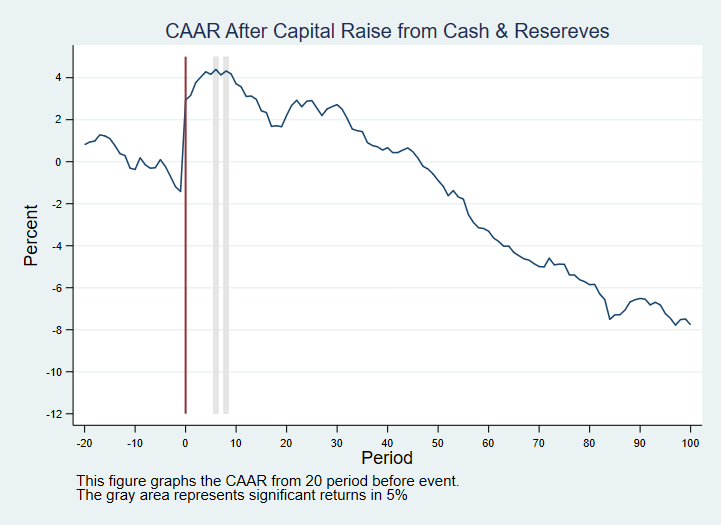 CAAR After Capital Raise from Cash & Resereves
Percent
4
2
0
-2
-4
-6
-8
-10
-12
-20 -10 0 10 20 30 40 50 60 70 80 90 100
Period
This figure graphs the CAAR from 20 period before event.
The gray area represents significant returns in 5%